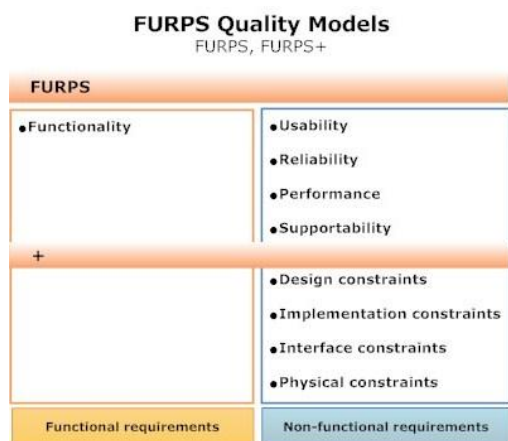 FURPS Quality Models
FURPS, FURPS+
FURPS
●Functionality
●Usability
●Reliability
●Performance
●Supportability
+
●Design constraints
●Implementation constraints
●Interface constraints
●Physical constraints
Functional requirements
Non-functional requirements